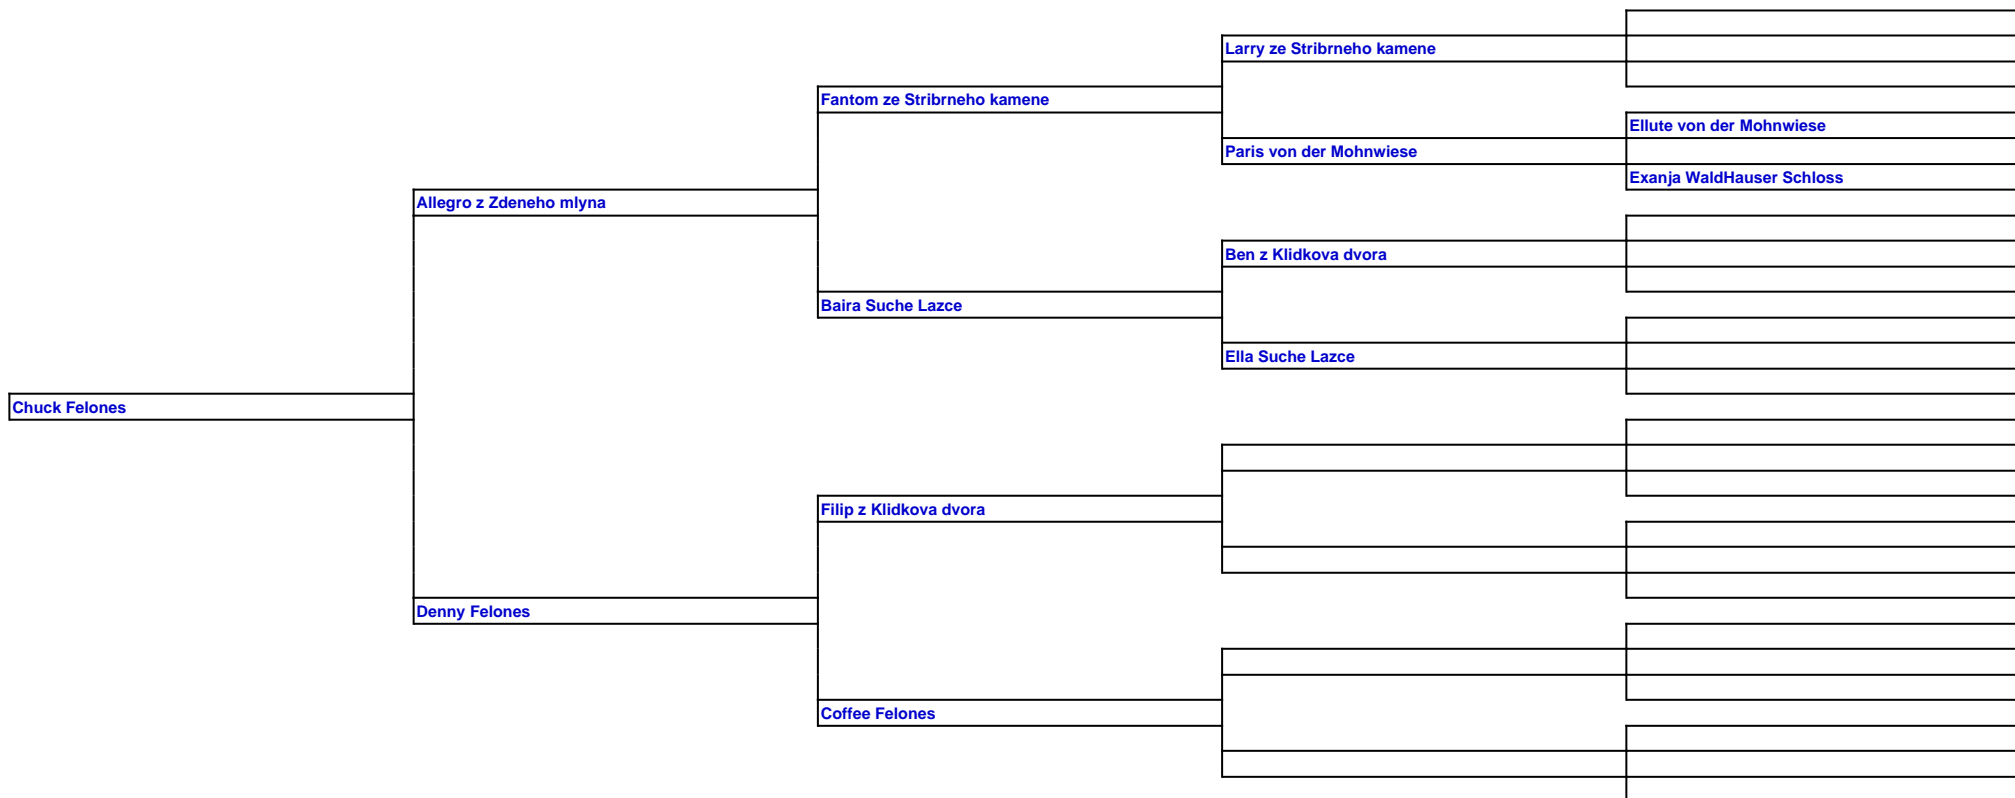 Larry ze Stribrneho kamene
Fantom ze Stribrneho kamene
Ellute von der Mohnwiese
Paris von der Mohnwiese
Exanja WaldHauser Schloss
Allegro z Zdeneho mlyna
Ben z Klidkova dvora
Baira Suche Lazce
Ella Suche Lazce
Chuck Felones
Filip z Klidkova dvora
Denny Felones
Coffee Felones